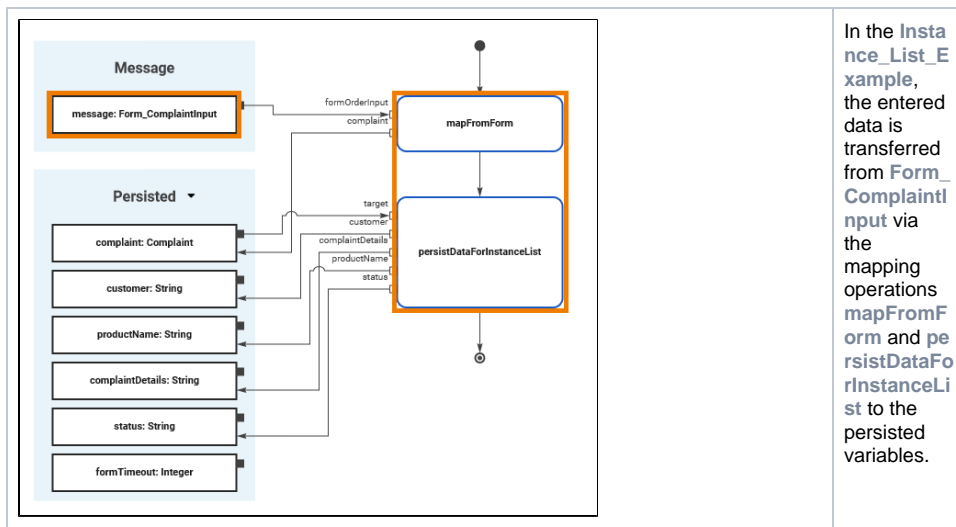 Message
message: Form_ComplaintInput
Persisted
complaint: Complaint
customer: String
productName: String
complaintDetails: String
status: String
formTimeout: Integer
formOrderInput
complaint
mapFromForm
target
customer
complaintDetails
productName
status
persistDataForInstanceList
In the Insta
nce_List_E
xample,
the entered
data is
transferred
from Form_
ComplaintI
nput via
the
mapping
operations
mapFromF
orm and pe
rsistDataFo
rInstanceLi
st to the
persisted
variables.